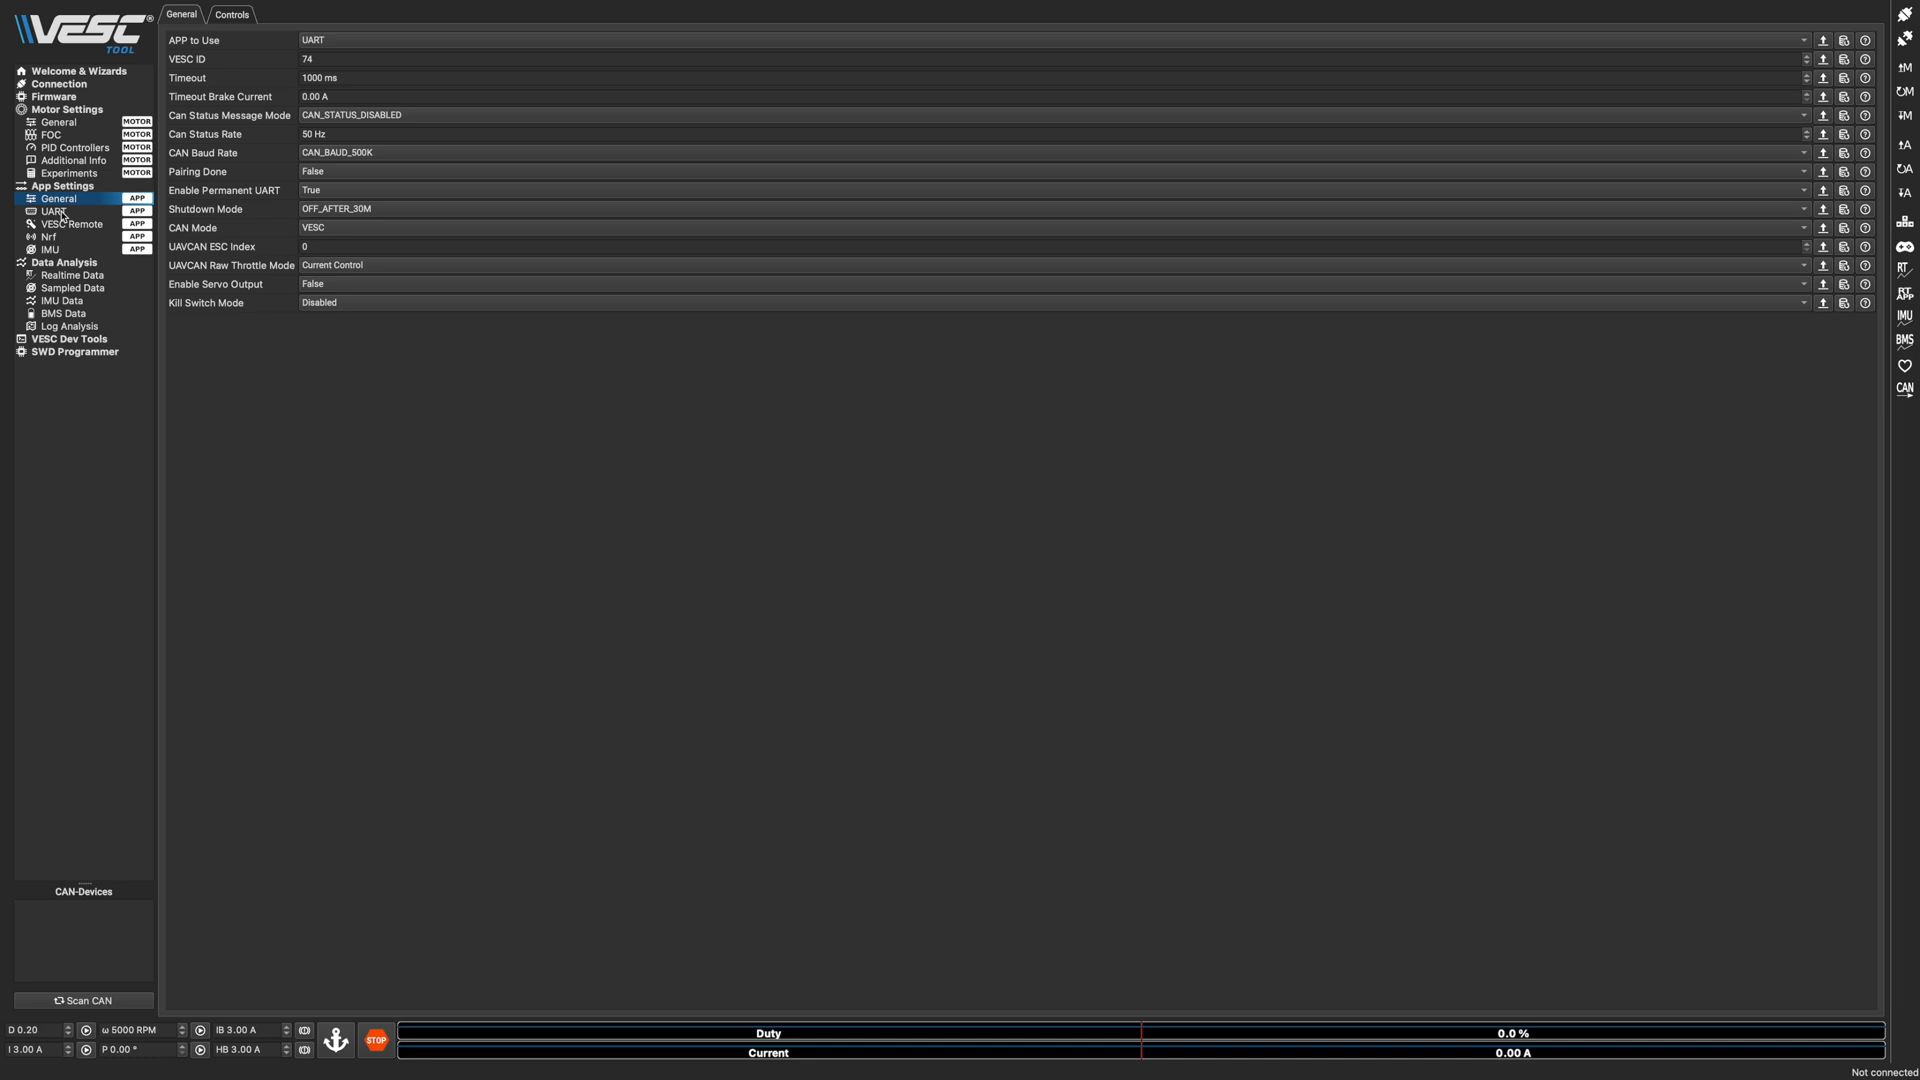 VESC®
TOOL
Welcome & Wizards
Connection
Firmware
Motor Settings
General MOTOR
FOC MOTOR
PID Controllers MOTOR
Additional Info MOTOR
Experiments MOTOR
App Settings
General APP
UART APP
VESC Remote APP
Nrf APP
IMU APP
Data Analysis
Realtime Data
Sampled Data
IMU Data
BMS Data
Log Analysis
VESC Dev Tools
SWD Programmer
CAN-Devices
Scan CAN
General Controls
APP to Use UART
VESC ID 74
Timeout 1000 ms
Timeout Brake Current 0.00 A
Can Status Message Mode CAN_STATUS_DISABLED
Can Status Rate 50 Hz
CAN Baud Rate CAN_BAUD_500K
Pairing Done False
Enable Permanent UART True
Shutdown Mode OFF_AFTER_30M
CAN Mode VESC
UAVCAN ESC Index 0
UAVCAN Raw Throttle Mode Current Control
Enable Servo Output False
Kill Switch Mode Disabled
M
M
M
A
A
A
RT
RT
APP
IMU
BMS
CAN
D 0.20 ω 5000 RPM IB 3.00 A
I 3.00 A P 0.00 ° HB 3.00 A
STOP
Duty 0.0 %
Current 0.00 A
Not connected